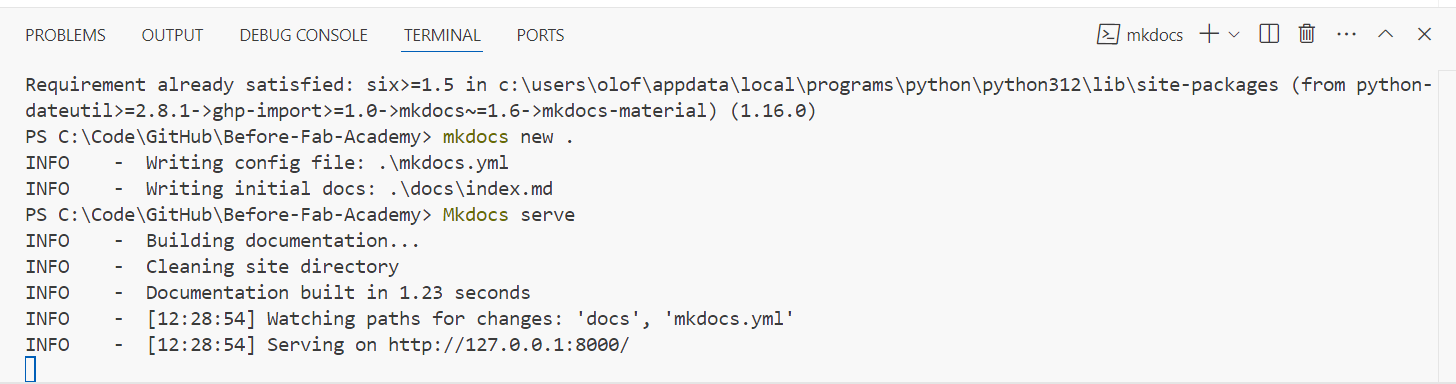 PROBLEMS OUTPUT DEBUG CONSOLE TERMINAL PORTS mkdocs
Requirement already satisfied: six>=1.5 in c:\users\olof\appdata\local\programs\python\python312\lib\site-packages (from python-
dateutil>=2.8.1->ghp-import>=1.0->mkdocs~=1.6->mkdocs-material) (1.16.0)
PS C:\Code\GitHub\Before-Fab-Academy> mkdocs new .
INFO    -  Writing config file: .\mkdocs.yml
INFO    -  Writing initial docs: .\docs\index.md
PS C:\Code\GitHub\Before-Fab-Academy> Mkdocs serve
INFO    -  Building documentation...
INFO    -  Cleaning site directory
INFO    -  Documentation built in 1.23 seconds
INFO    -  [12:28:54] Watching paths for changes: 'docs', 'mkdocs.yml'
INFO    -  [12:28:54] Serving on http://127.0.0.1:8000/